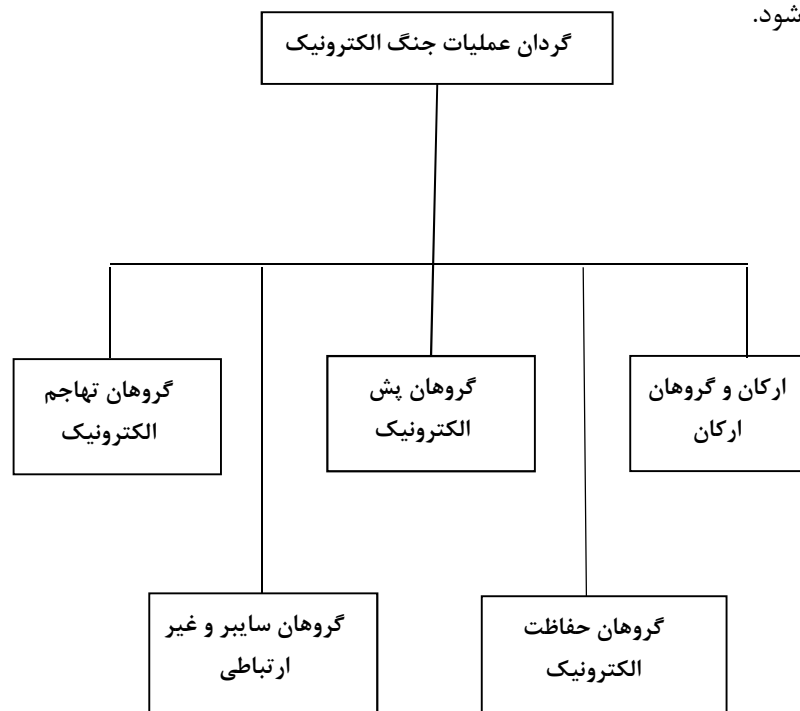 شود.
گردان عملیات جنگ الکترونیک
ارکان و گروهان
ارکان
گروهان پش
الکترونیک
گروهان تهاجم
الکترونیک
گروهان حفاظت
الکترونیک
گروهان سایبر و غیر
ارتباطی